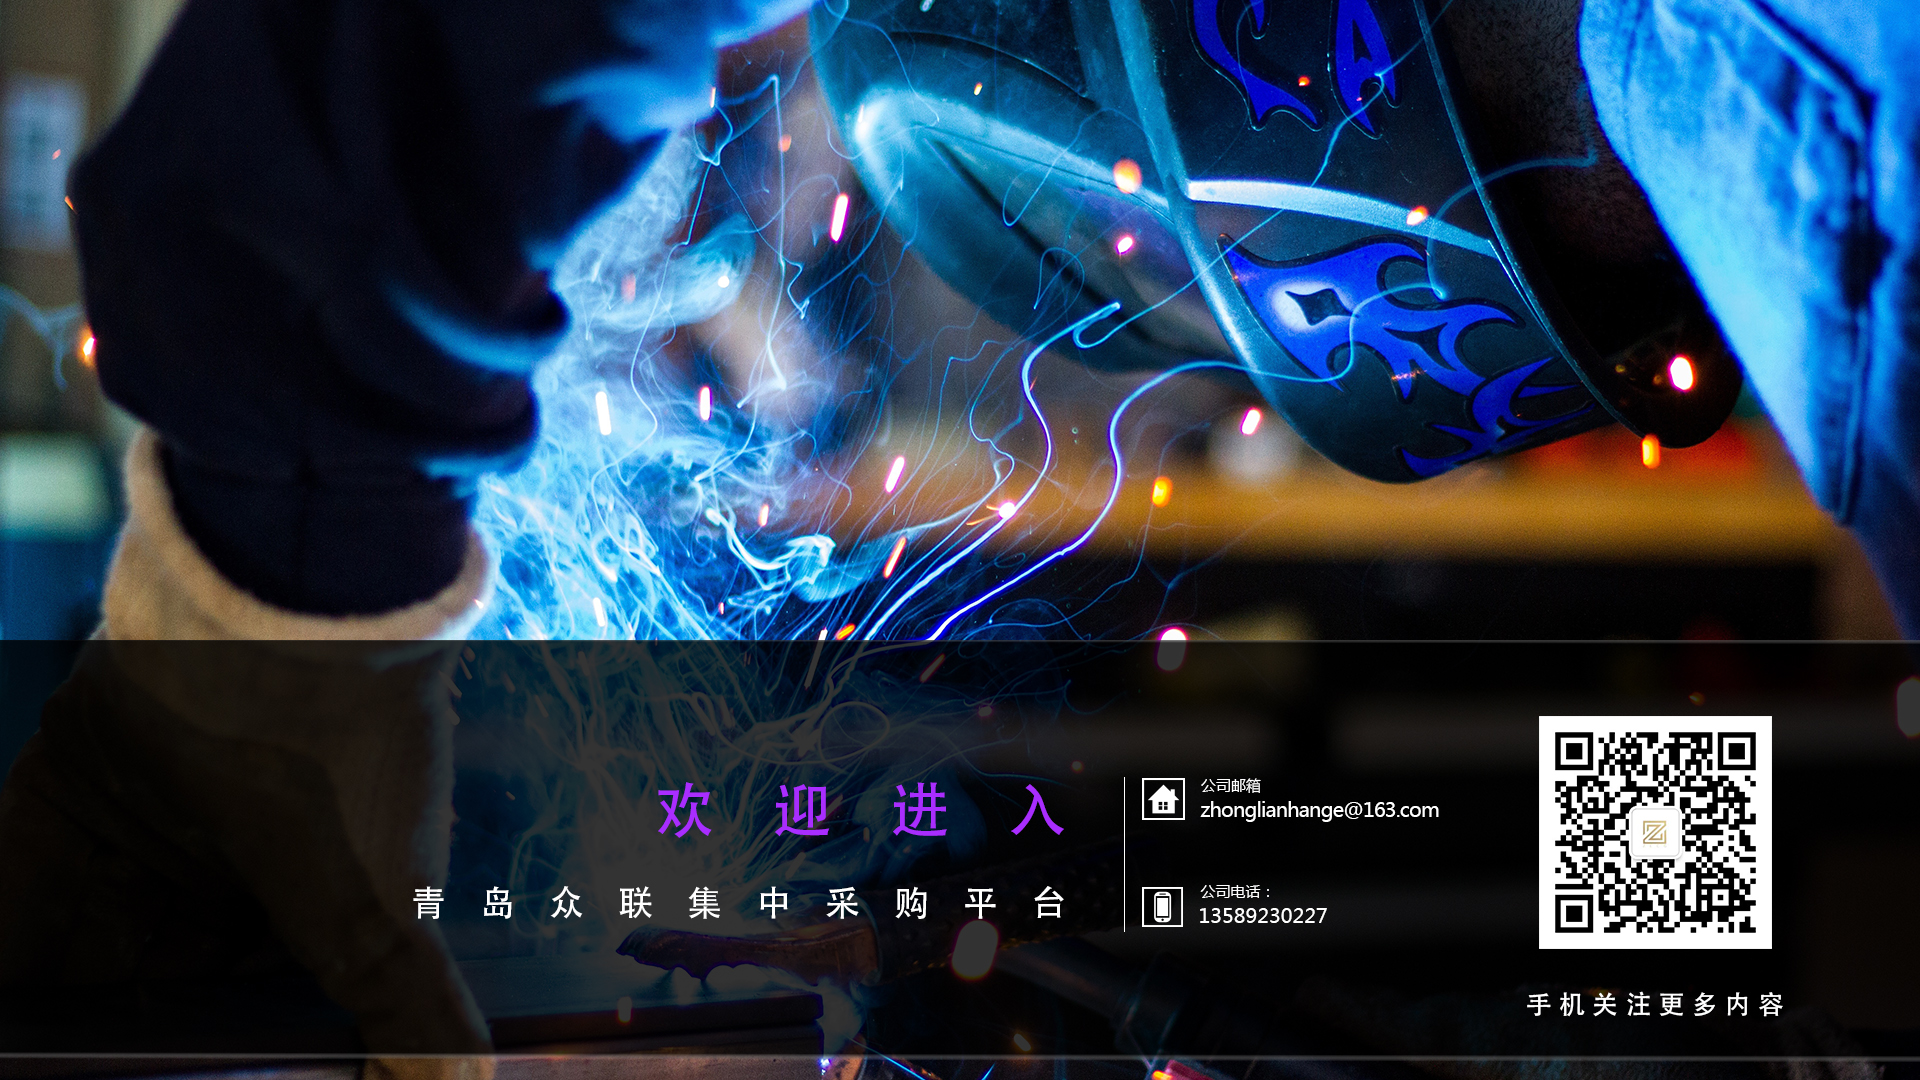 欢迎进入
青岛众联集中采购平台
公司邮箱
zhonglianhange@163.com
公司电话：
13589230227
手机关注更多内容